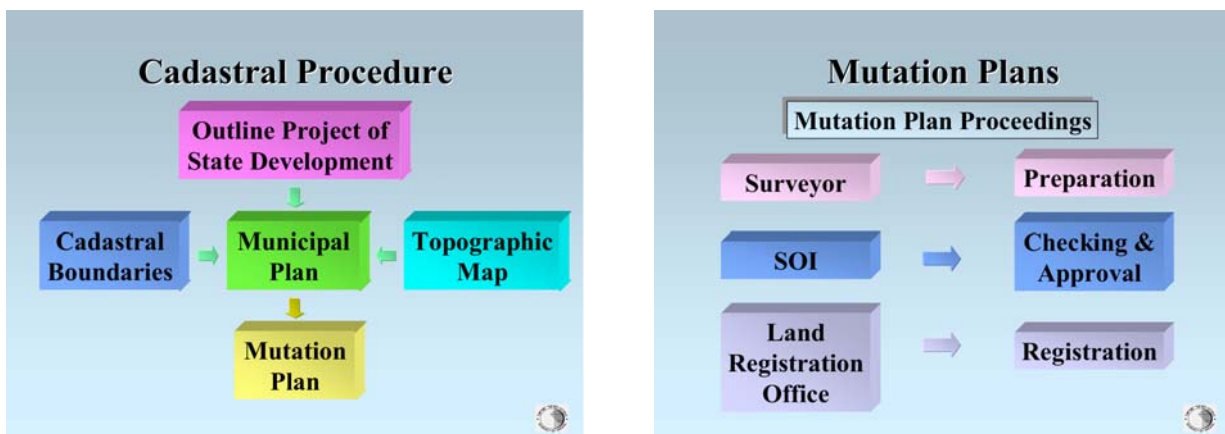 Cadastral Procedure
Outline Project of
State Development
Cadastral
Boundaries
Municipal
Plan
Topographic
Map
Mutation
Plan
Mutation Plans
Mutation Plan Proceedings
Surveyor
Preparation
SOI
Checking &
Approval
Land
Registration
Office
Registration